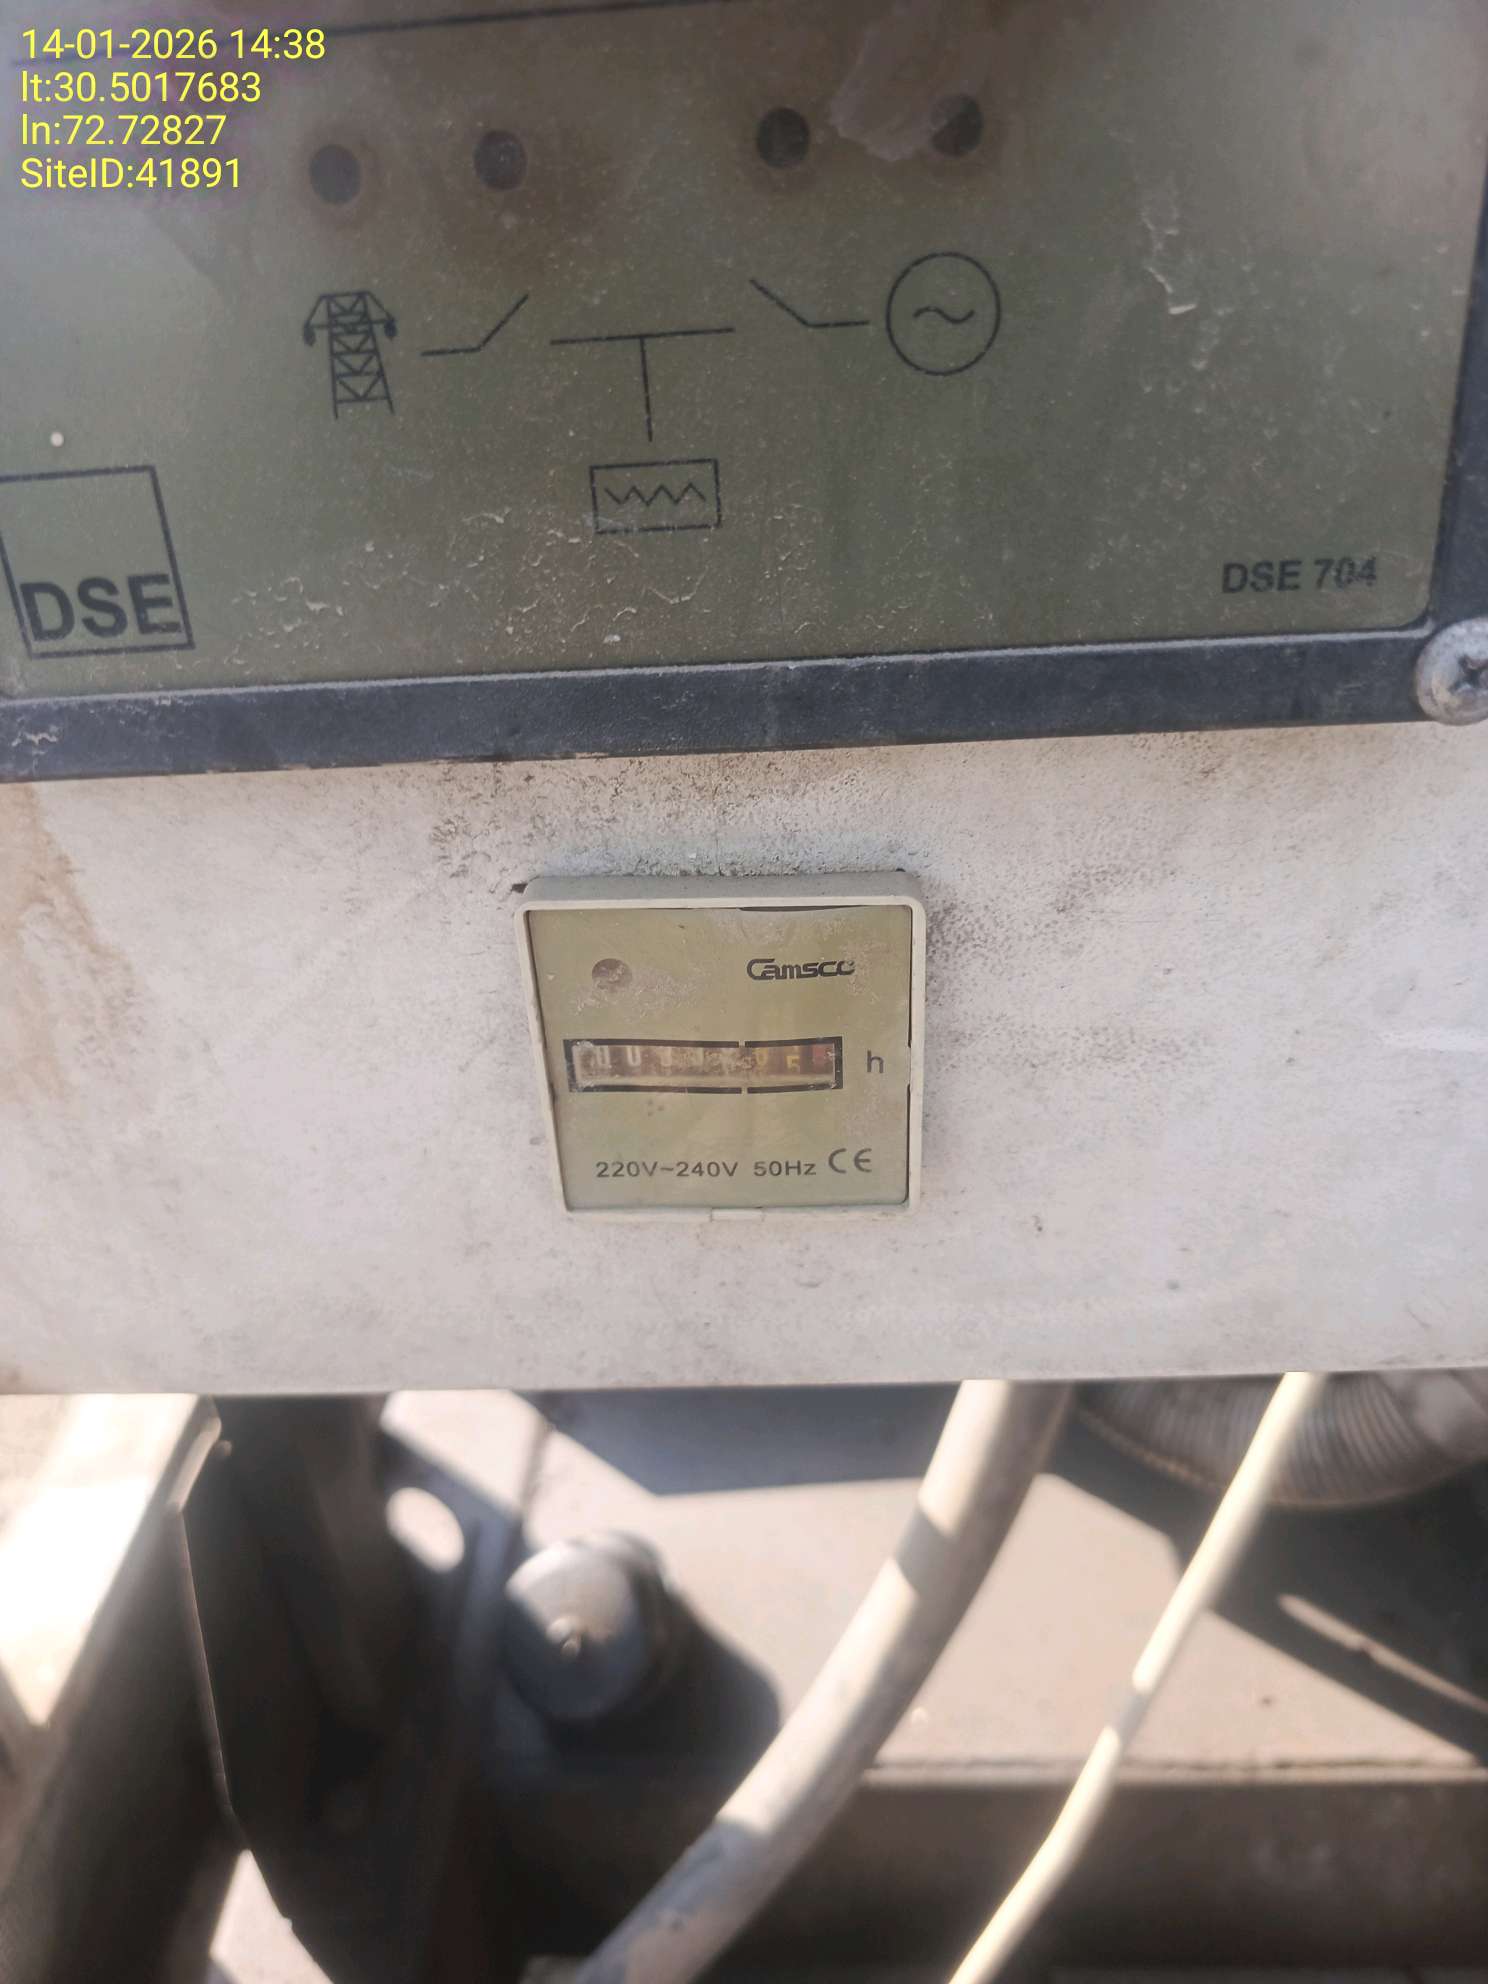 14-01-2026 14:38
lt:30.5017683
ln:72.72827
SiteID:41891
DSE
DSE 704
Camsco
h
220V~240V 50Hz CE